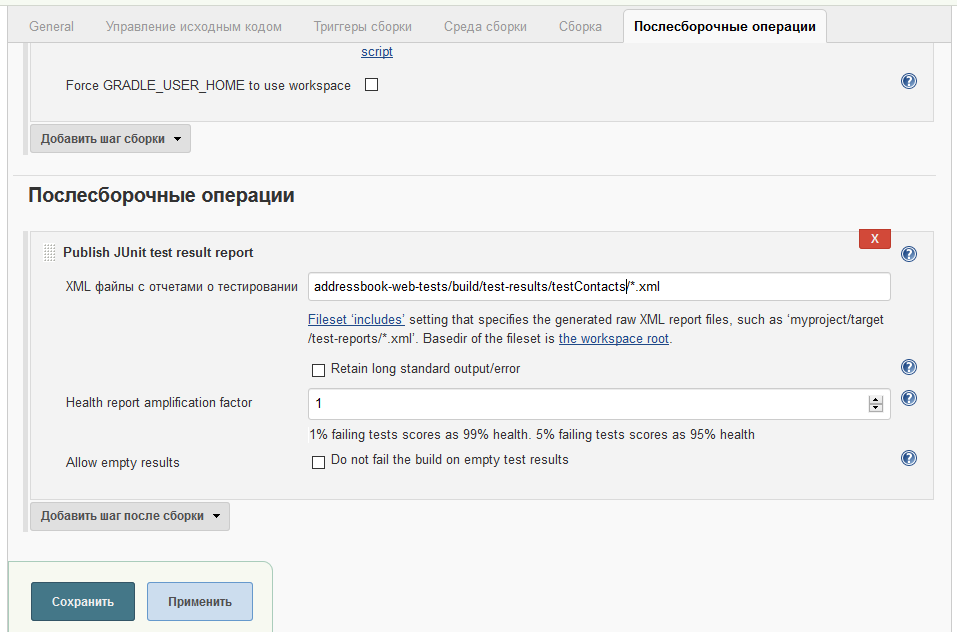 General Управление исходным кодом Триггеры сборки Среда сборки Сборка Послесборочные операции
script
Force GRADLE_USER_HOME to use workspace
Добавить шаг сборки
Послесборочные операции
X
Publish JUnit test result report
XML файлы с отчетами о тестировании addressbook-web-tests/build/test-results/testContacts/*.xml
Fileset ‘includes’ setting that specifies the generated raw XML report files, such as ‘myproject/target
/test-reports/*.xml’. Basedir of the fileset is the workspace root.
Retain long standard output/error
Health report amplification factor 1
1% failing tests scores as 99% health. 5% failing tests scores as 95% health
Allow empty results Do not fail the build on empty test results
Добавить шаг после сборки
Сохранить Применить